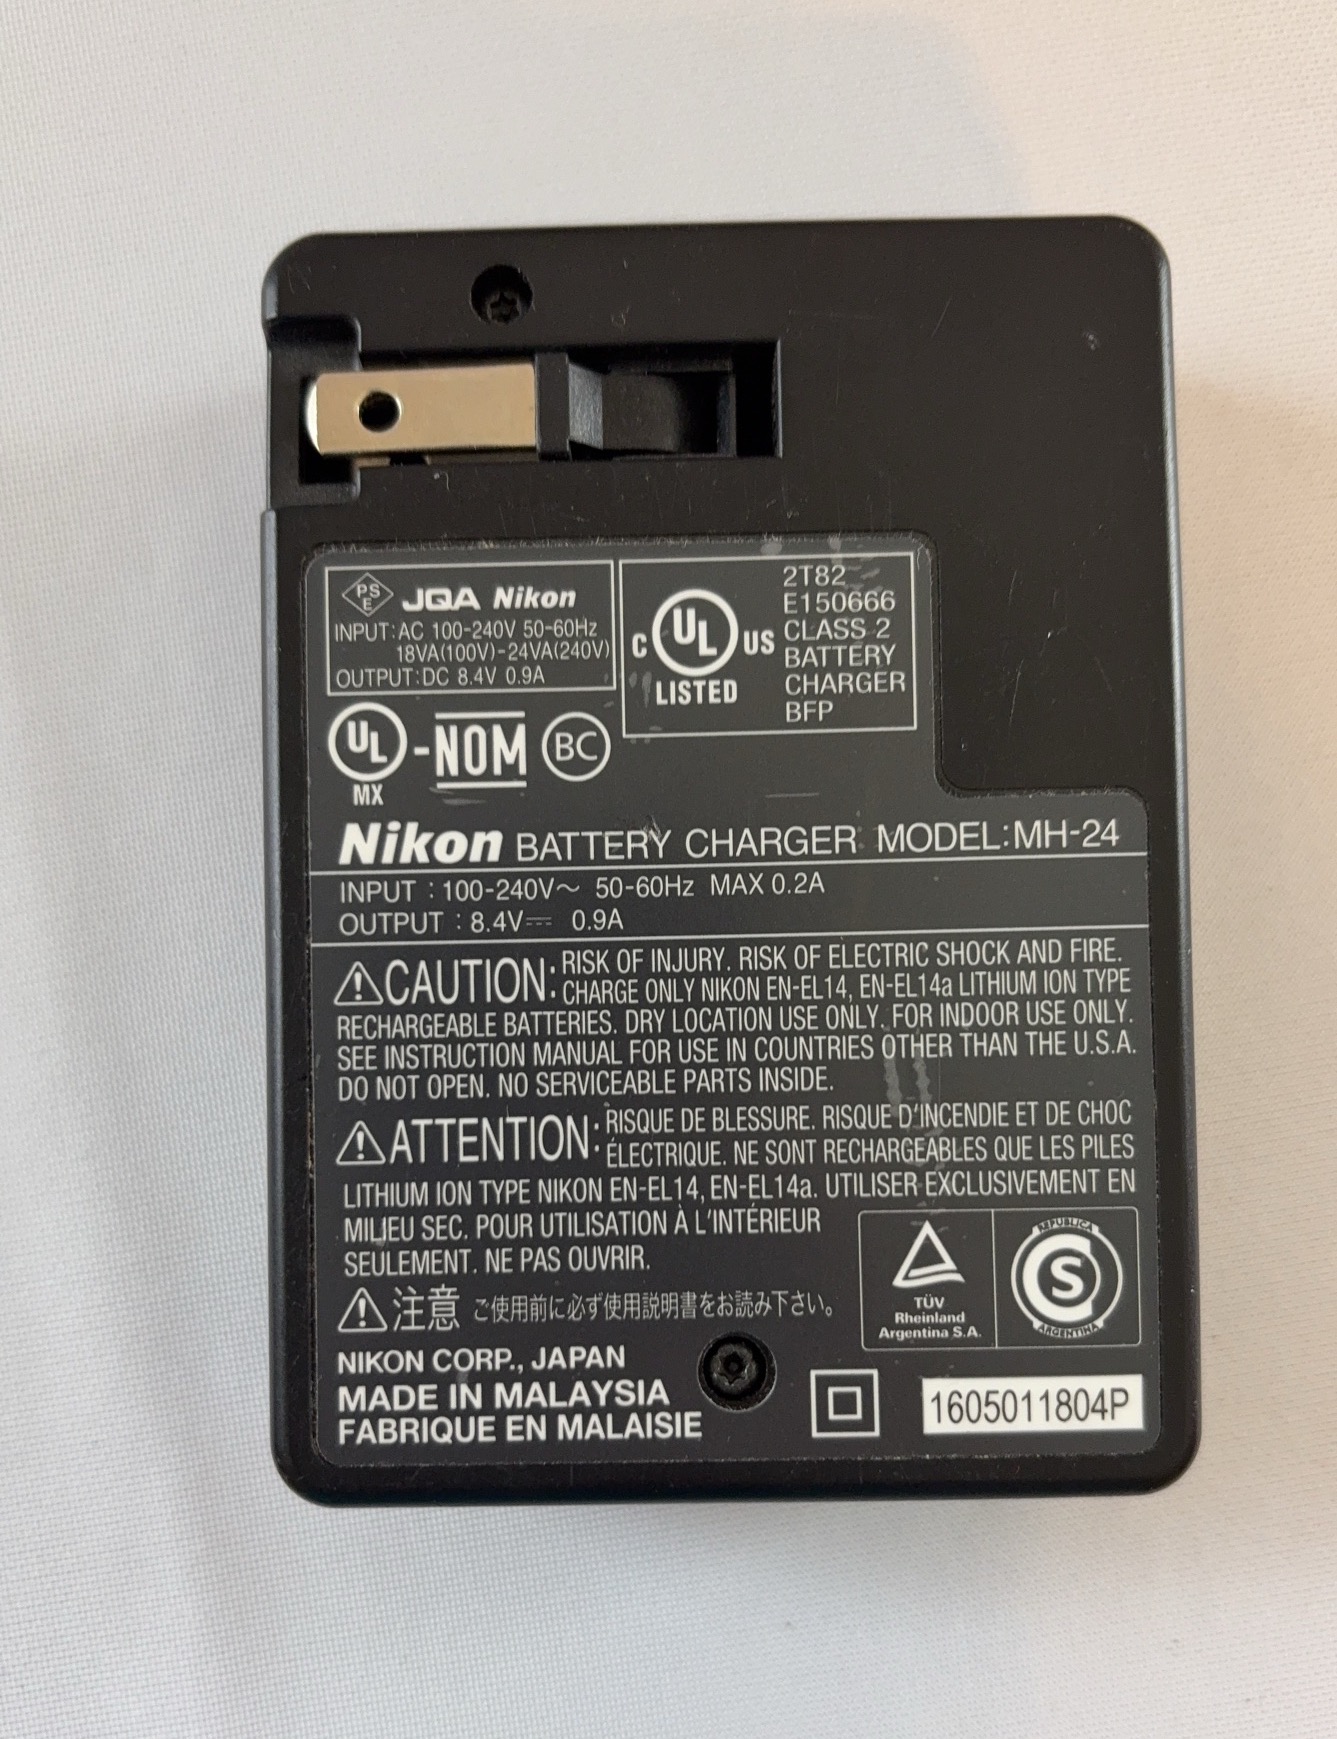 PS
E
JQA Nikon
INPUT:AC 100-240V 50-60Hz
18VA(100V)-24VA(240V)
OUTPUT:DC 8.4V 0.9A
C UL US
LISTED
2T82
E150666
CLASS 2
BATTERY
CHARGER
BFP
UL -NOM BC
MX
Nikon BATTERY CHARGER MODEL:MH-24
INPUT : 100-240V～ 50-60Hz MAX 0.2A
OUTPUT : 8.4V⎓ 0.9A
⚠CAUTION: RISK OF INJURY. RISK OF ELECTRIC SHOCK AND FIRE.
CHARGE ONLY NIKON EN-EL14, EN-EL14a LITHIUM ION TYPE
RECHARGEABLE BATTERIES. DRY LOCATION USE ONLY. FOR INDOOR USE ONLY.
SEE INSTRUCTION MANUAL FOR USE IN COUNTRIES OTHER THAN THE U.S.A.
DO NOT OPEN. NO SERVICEABLE PARTS INSIDE.
⚠ATTENTION: RISQUE DE BLESSURE. RISQUE D'INCENDIE ET DE CHOC
ÉLECTRIQUE. NE SONT RECHARGEABLES QUE LES PILES
LITHIUM ION TYPE NIKON EN-EL14, EN-EL14a. UTILISER EXCLUSIVEMENT EN
MILIEU SEC. POUR UTILISATION À L'INTÉRIEUR
SEULEMENT. NE PAS OUVRIR.
⚠注意 ご使用前に必ず使用説明書をお読み下さい。
TÜV
Rheinland
Argentina S.A.
REPUBLICA
S
ARGENTINA
NIKON CORP., JAPAN
MADE IN MALAYSIA
FABRIQUE EN MALAISIE
1605011804P